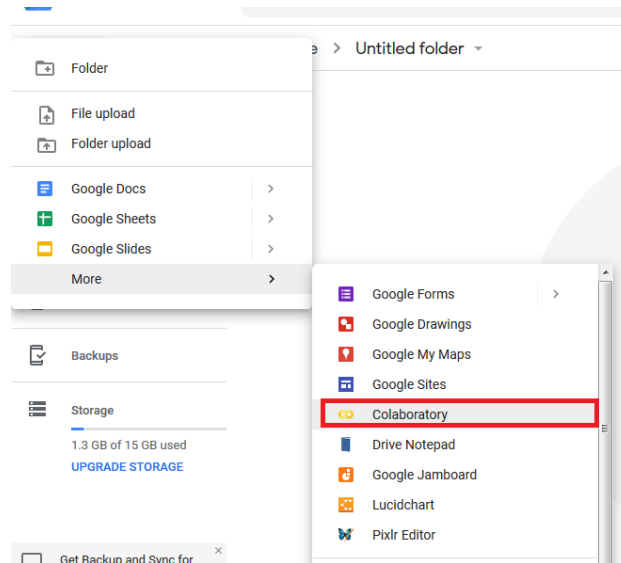 e > Untitled folder
Folder
File upload
Folder upload
Google Docs
Google Sheets
Google Slides
More
Google Forms
Google Drawings
Google My Maps
Google Sites
Colaboratory
Drive Notepad
Google Jamboard
Lucidchart
Pixlr Editor
Backups
Storage
1.3 GB of 15 GB used
UPGRADE STORAGE
Get Backup and Sync for